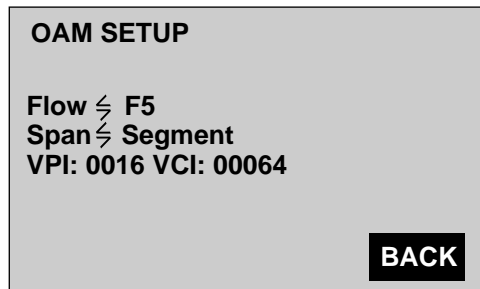 OAM SETUP
Flow ⇋ F5
Span ⇋ Segment
VPI: 0016 VCI: 00064
BACK